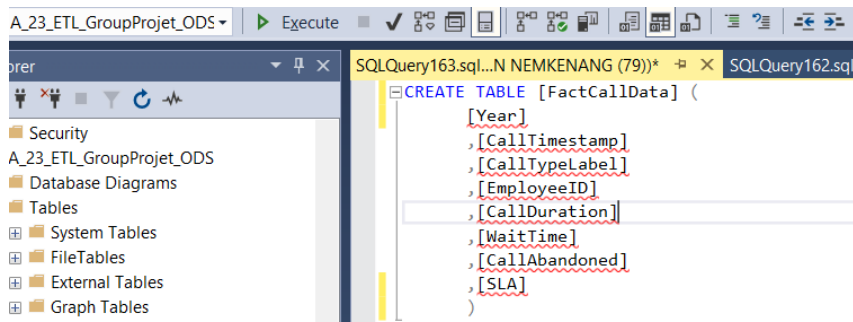 A_23_ETL_GroupProjet_ODS
Execute
orer
SQLQuery163.sql...N NEMKENANG (79))*
SQLQuery162.sql
Security
A_23_ETL_GroupProjet_ODS
Database Diagrams
Tables
System Tables
FileTables
External Tables
Graph Tables
CREATE TABLE [FactCallData] (
[Year]
,[CallTimestamp]
,[CallTypeLabel]
,[EmployeeID]
,[CallDuration]
,[WaitTime]
,[CallAbandoned]
,[SLA]
)